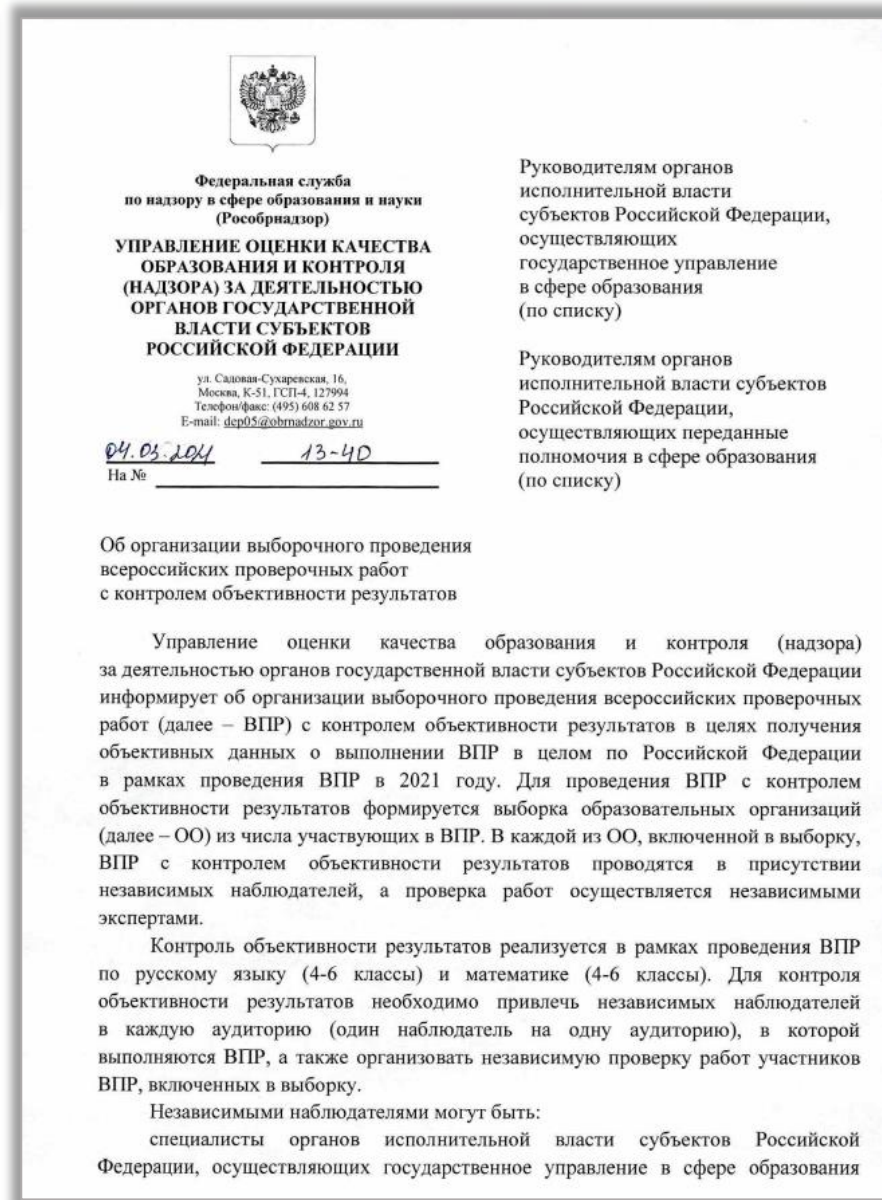 Федеральная служба
по надзору в сфере образования и науки
(Рособрнадзор)
УПРАВЛЕНИЕ ОЦЕНКИ КАЧЕСТВА
ОБРАЗОВАНИЯ И КОНТРОЛЯ
(НАДЗОРА) ЗА ДЕЯТЕЛЬНОСТЬЮ
ОРГАНОВ ГОСУДАРСТВЕННОЙ
ВЛАСТИ СУБЪЕКТОВ
РОССИЙСКОЙ ФЕДЕРАЦИИ
ул. Садовая-Сухаревская, 16,
Москва, К-51, ГСП-4, 127994
Телефон/факс: (495) 608 62 57
E-mail: dep05@obrnadzor.gov.ru
04.03.2021 13-40
На №
Руководителям органов
исполнительной власти
субъектов Российской Федерации,
осуществляющих
государственное управление
в сфере образования
(по списку)
Руководителям органов
исполнительной власти субъектов
Российской Федерации,
осуществляющих переданные
полномочия в сфере образования
(по списку)
Об организации выборочного проведения
всероссийских проверочных работ
с контролем объективности результатов
Управление оценки качества образования и контроля (надзора)
за деятельностью органов государственной власти субъектов Российской Федерации
информирует об организации выборочного проведения всероссийских проверочных
работ (далее – ВПР) с контролем объективности результатов в целях получения
объективных данных о выполнении ВПР в целом по Российской Федерации
в рамках проведения ВПР в 2021 году. Для проведения ВПР с контролем
объективности результатов формируется выборка образовательных организаций
(далее – ОО) из числа участвующих в ВПР. В каждой из ОО, включенной в выборку,
ВПР с контролем объективности результатов проводятся в присутствии
независимых наблюдателей, а проверка работ осуществляется независимыми
экспертами.
Контроль объективности результатов реализуется в рамках проведения ВПР
по русскому языку (4-6 классы) и математике (4-6 классы). Для контроля
объективности результатов необходимо привлечь независимых наблюдателей
в каждую аудиторию (один наблюдатель на одну аудиторию), в которой
выполняются ВПР, а также организовать независимую проверку работ участников
ВПР, включенных в выборку.
Независимыми наблюдателями могут быть:
специалисты органов исполнительной власти субъектов Российской
Федерации, осуществляющих государственное управление в сфере образования